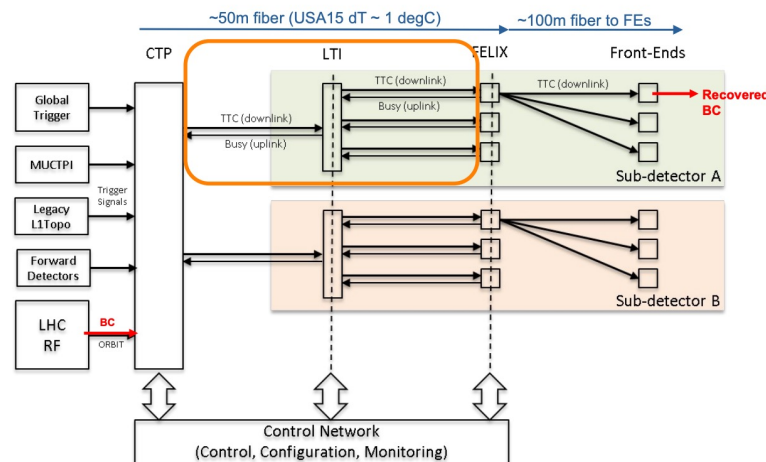 ~50m fiber (USA15 dT ~ 1 degC)
~100m fiber to FEs
CTP
LTI
FELIX
Front-Ends
Global
Trigger
MUCTPI
Trigger
Signals
Legacy
L1Topo
Forward
Detectors
LHC
RF
BC
ORBIT
TTC (downlink)
Busy (uplink)
TTC (downlink)
Busy (uplink)
TTC (downlink)
Recovered
BC
Sub-detector A
Sub-detector B
Control Network
(Control, Configuration, Monitoring)